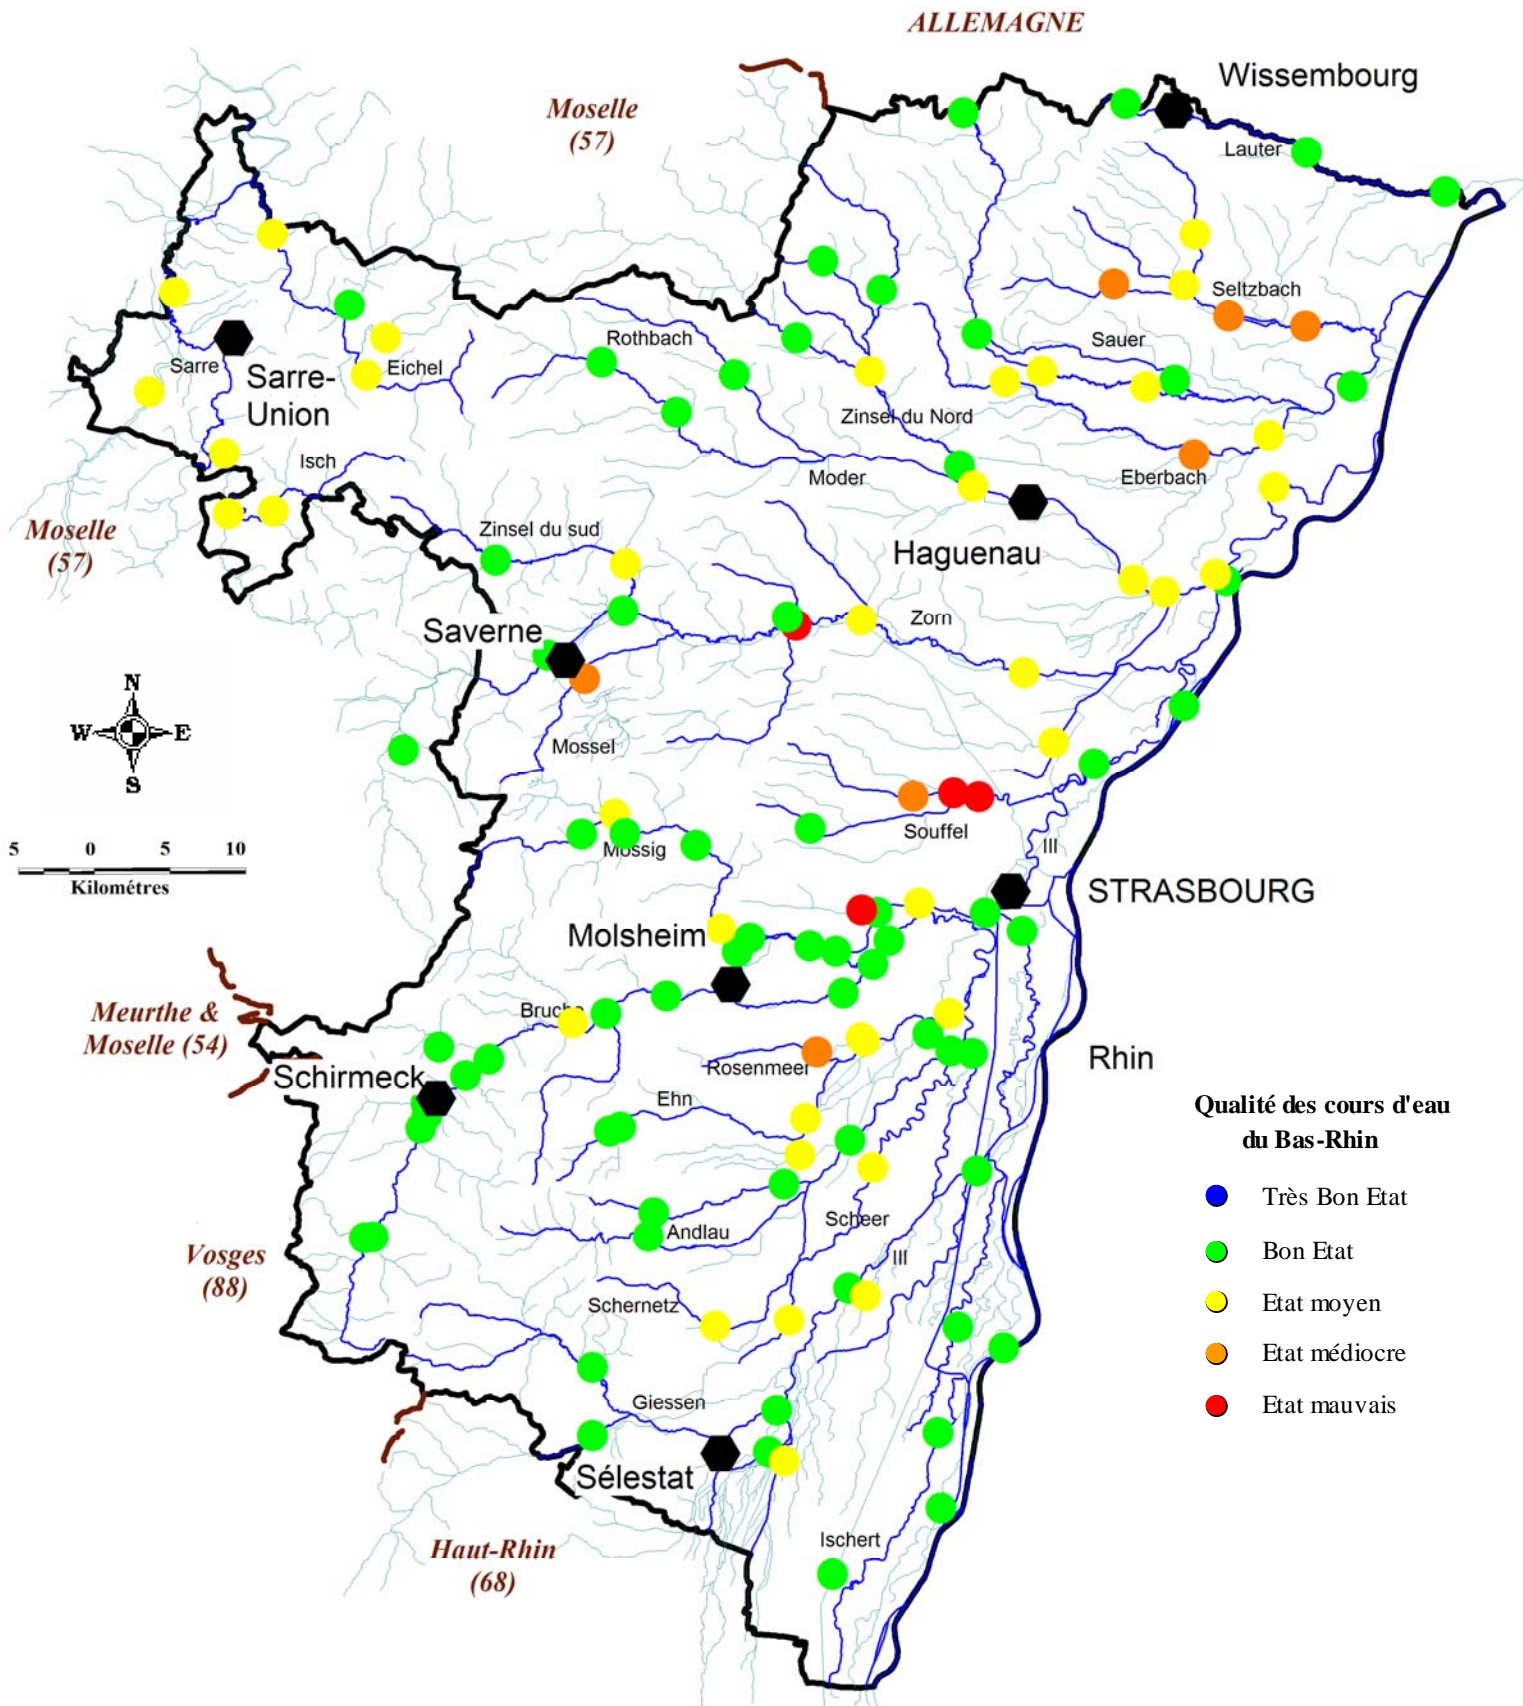 ALLEMAGNE
Wissembourg
Moselle
(57)
Lauter
Seltzbach
Rothbach
Sauer
Sarre
Eichel
Sarre-
Union
Zinsel du Nord
Isch
Moder
Eberbach
Moselle
(57)
Zinsel du sud
Haguenau
Zorn
Saverne
N
W
E
S
Mossel
5
0
5
10
Kilométres
Souffel
Ill
Mossig
STRASBOURG
Molsheim
Meurthe &
Moselle (54)
Bruche
Rhin
Rosenmeer
Schirmeck
Ehn
Qualité des cours d'eau
du Bas-Rhin
Très Bon Etat
Scheer
Andlau
Vosges
(88)
Ill
Bon Etat
Schernetz
Etat moyen
Etat médiocre
Giessen
Etat mauvais
Sélestat
Haut-Rhin
(68)
Ischert